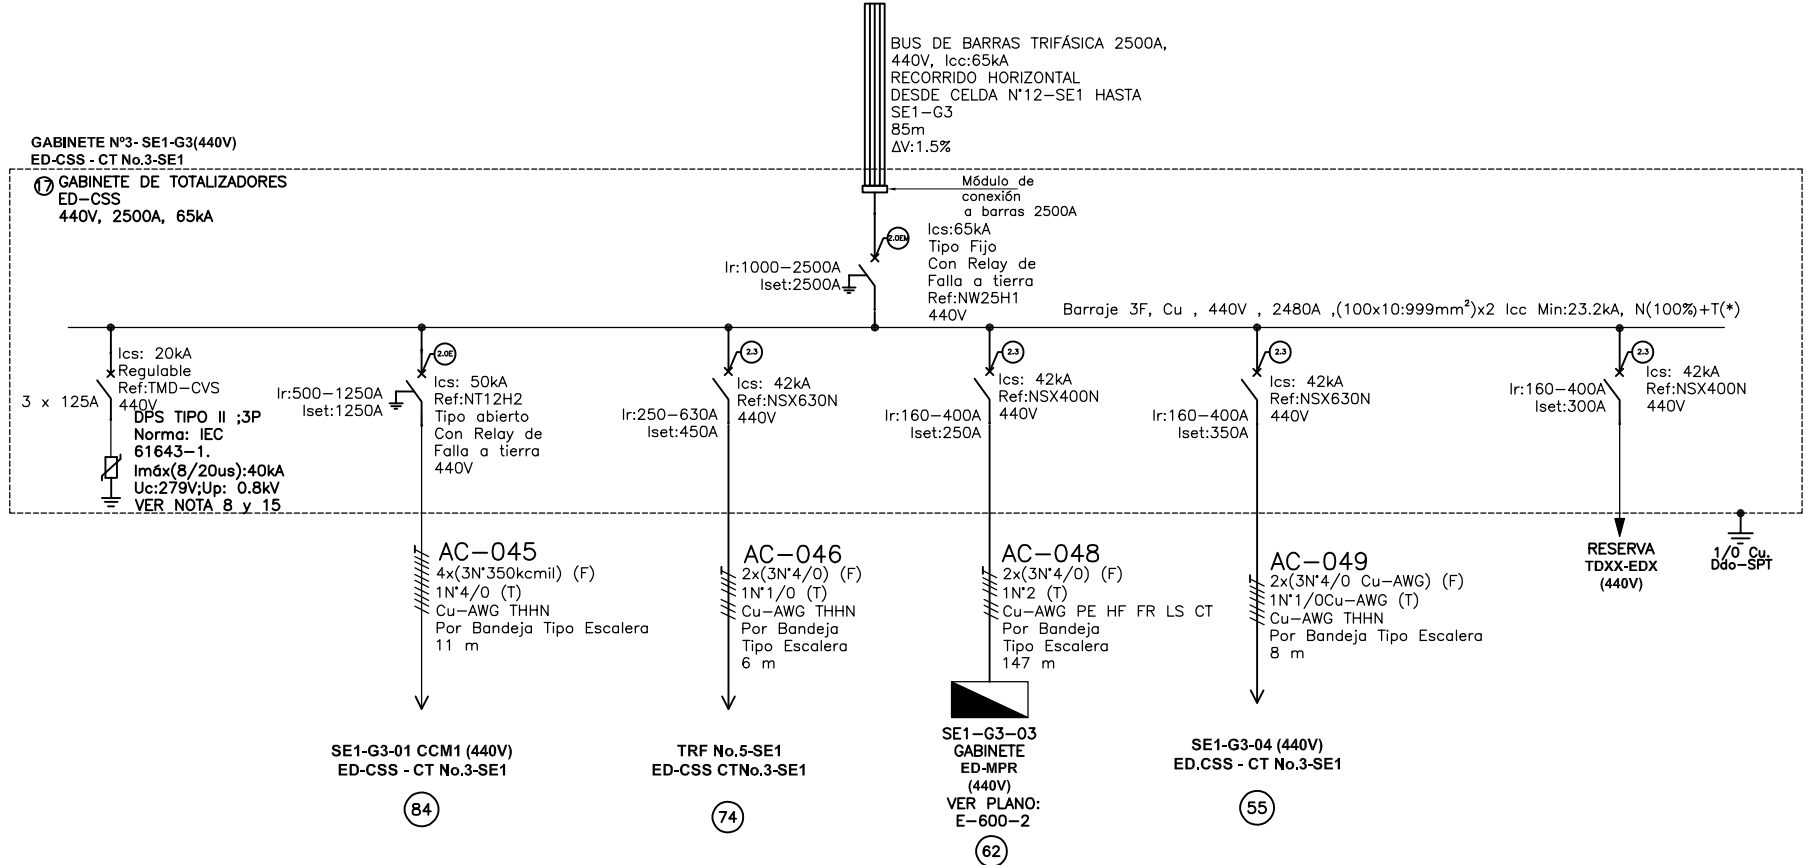 BUS DE BARRAS TRIFÁSICA 2500A,
440V, Icc:65kA
RECORRIDO HORIZONTAL
DESDE CELDA N°12-SE1 HASTA
SE1-G3
85m
ΔV:1.5%
GABINETE Nº3- SE1-G3(440V)
ED-CSS - CT No.3-SE1
17 GABINETE DE TOTALIZADORES
ED-CSS
440V, 2500A, 65kA
Módulo de
conexión
a barras 2500A
2.0EM
Ics:65kA
Tipo Fijo
Con Relay de
Falla a tierra
Ref:NW25H1
440V
Ir:1000-2500A
Iset:2500A
Barraje 3F, Cu , 440V , 2480A ,(100x10:999mm²)x2 Icc Min:23.2kA, N(100%)+T(*)
Ics: 20kA
Regulable
Ref:TMD-CVS
440V
3 x 125A
DPS TIPO II ;3P
Norma: IEC
61643-1.
Imáx(8/20us):40kA
Uc:279V;Up: 0.8kV
VER NOTA 8 y 15
2.0E
Ir:500-1250A
Iset:1250A
Ics: 50kA
Ref:NT12H2
Tipo abierto
Con Relay de
Falla a tierra
440V
2.3
Ics: 42kA
Ref:NSX630N
440V
Ir:250-630A
Iset:450A
2.3
Ics: 42kA
Ref:NSX400N
440V
Ir:160-400A
Iset:250A
2.3
Ics: 42kA
Ref:NSX630N
440V
Ir:160-400A
Iset:350A
2.3
Ics: 42kA
Ref:NSX400N
440V
Ir:160-400A
Iset:300A
AC-045
4x(3N°350kcmil) (F)
1N°4/0 (T)
Cu-AWG THHN
Por Bandeja Tipo Escalera
11 m
AC-046
2x(3N°4/0) (F)
1N°1/0 (T)
Cu-AWG THHN
Por Bandeja
Tipo Escalera
6 m
AC-048
2x(3N°4/0) (F)
1N°2 (T)
Cu-AWG PE HF FR LS CT
Por Bandeja
Tipo Escalera
147 m
AC-049
2x(3N°4/0 Cu-AWG) (F)
1N°1/0Cu-AWG (T)
Cu-AWG THHN
Por Bandeja Tipo Escalera
8 m
RESERVA
TDXX-EDX
(440V)
1/0 Cu.
Ddo-SPT
SE1-G3-01 CCM1 (440V)
ED-CSS - CT No.3-SE1
84
TRF No.5-SE1
ED-CSS CTNo.3-SE1
74
SE1-G3-03
GABINETE
ED-MPR
(440V)
VER PLANO:
E-600-2
62
SE1-G3-04 (440V)
ED.CSS - CT No.3-SE1
55